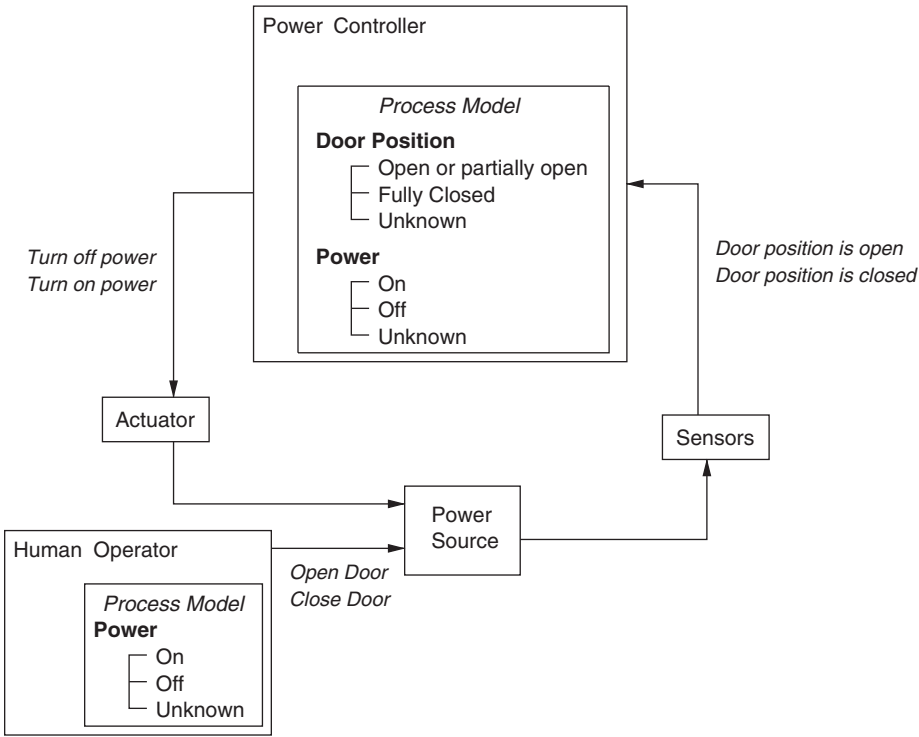 Power Controller
Process Model
Door Position
Open or partially open
Fully Closed
Unknown
Power
On
Off
Unknown
Turn off power
Turn on power
Door position is open
Door position is closed
Actuator
Sensors
Power
Source
Human Operator
Open Door
Close Door
Process Model
Power
On
Off
Unknown